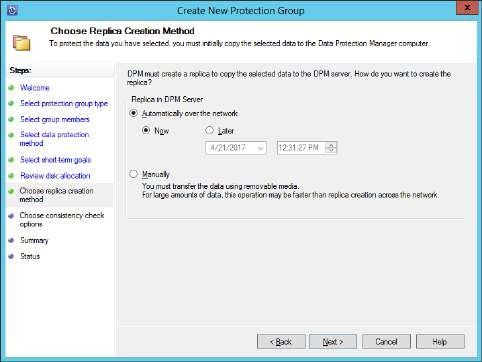 Create New Protection Group
x
Choose Replica Creation Method
To protect the data you have selected, you must initially copy the selected data to the Data Protection Manager computer.
Steps:
Welcome
Select protection group type
Select group members
Select data protection
method
Select short-term goals
Review disk allocation
Choose replica creation
method
Choose consistency check
options
Summary
Status
DPM must create a replica to copy the selected data to the DPM server. How do you want to create the
replica?
Replica in DPM Server
Automatically over the network
Now Later
4/21/2017 12:31:27 PM
Manually
You must transfer the data using removable media.
For large amounts of data, this operation may be faster than replica creation across the network.
< Back Next > Cancel Help